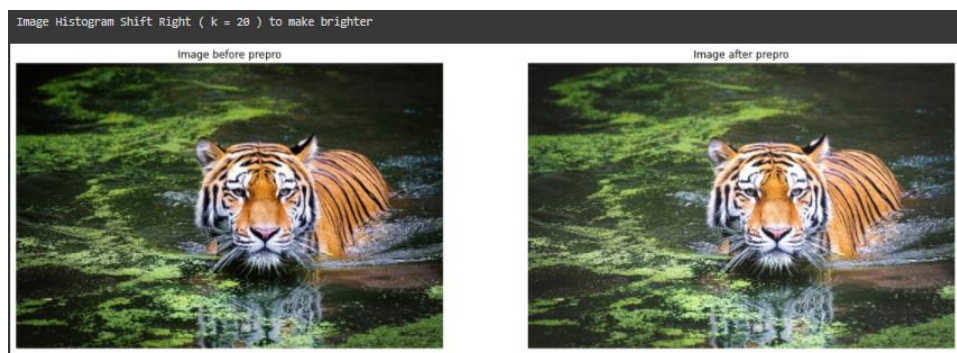 Image Histogram Shift Right ( k = 20 ) to make brighter
Image before prepro
Image after prepro